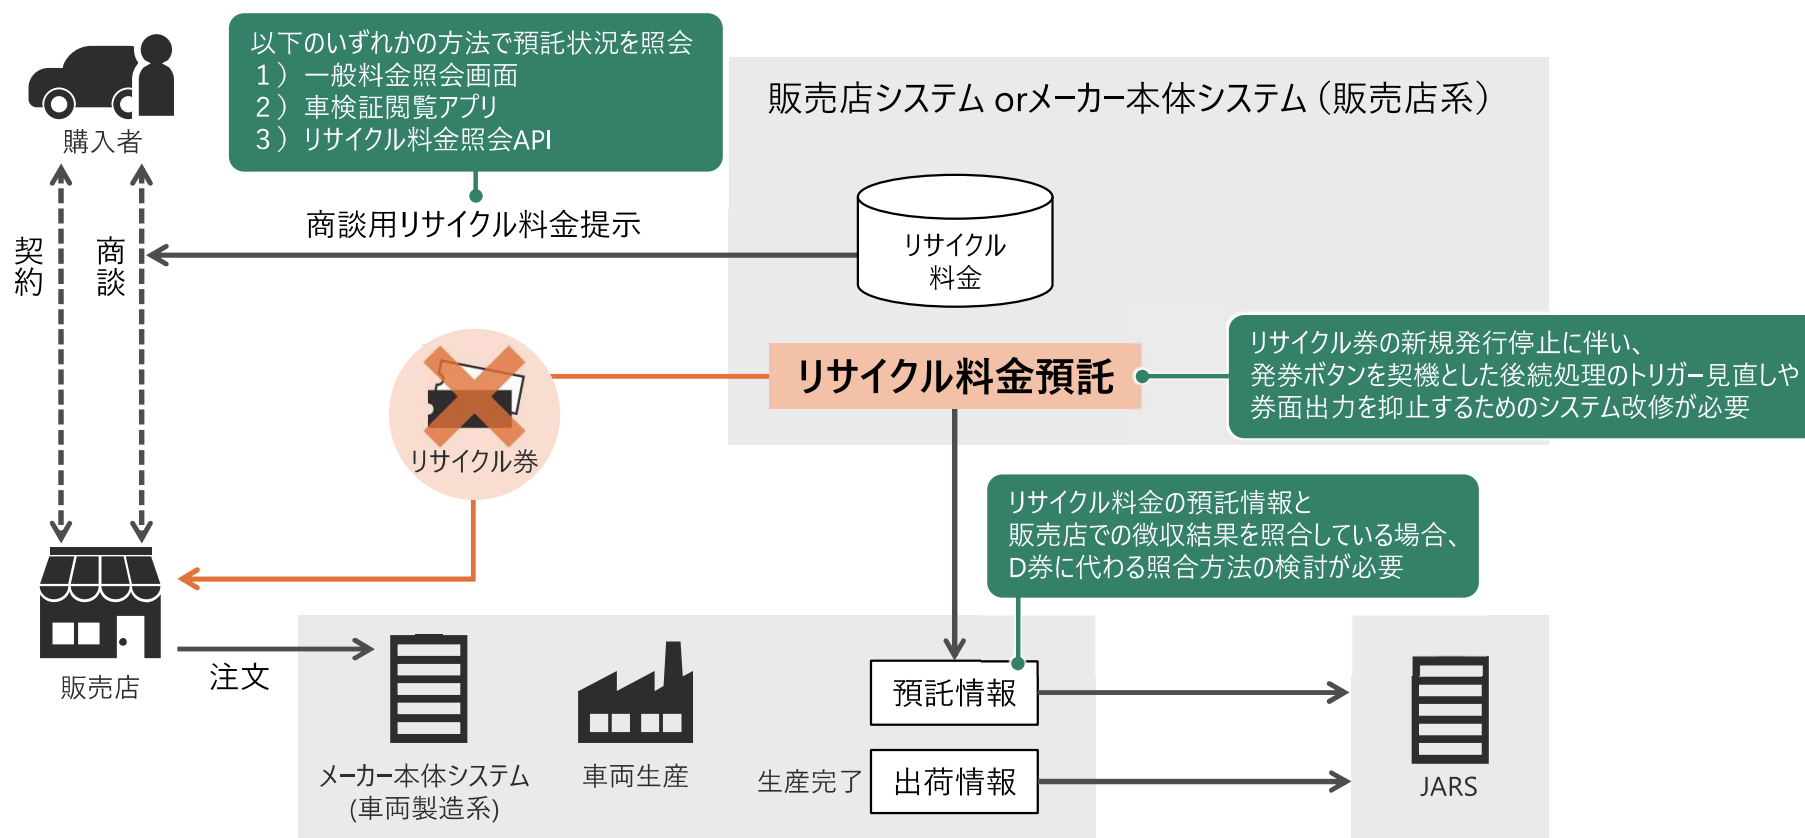 以下のいずれかの方法で預託状況を照会
1）一般料金照会画面
2）車検証閲覧アプリ
3）リサイクル料金照会API
販売店システム orメーカー本体システム（販売店系）
購入者
商談用リサイクル料金提示
契約
商談
リサイクル
料金
リサイクル料金預託
リサイクル券の新規発行停止に伴い、
発券ボタンを契機とした後続処理のトリガー見直しや
券面出力を抑止するためのシステム改修が必要
リサイクル券
リサイクル料金の預託情報と
販売店での徴収結果を照合している場合、
D券に代わる照合方法の検討が必要
販売店
注文
預託情報
メーカー本体システム
(車両製造系)
車両生産
生産完了
出荷情報
JARS